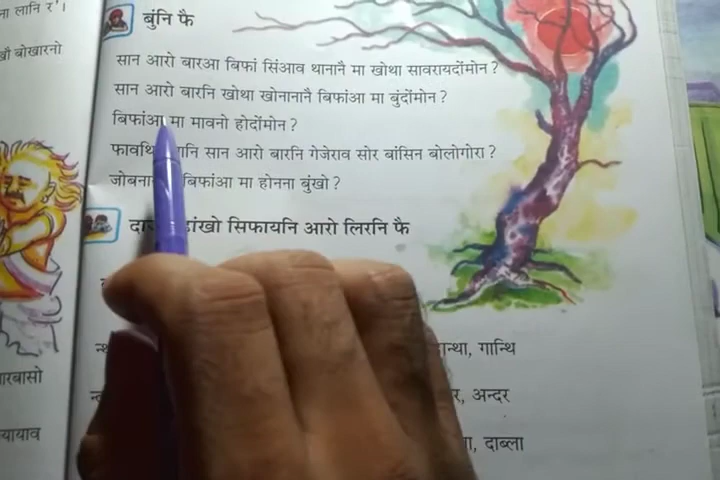 ना लानि र'।
खौ बोखारनो
बुंनि फै
सान आरो बारआ बिफां सिंआव थानानै मा खोथा सावरायदोंमोन ?
सान आरो बारनि खोथा खोनानानै बिफांआ मा बुंदोंमोन ?
बिफांआ मा मावनो होदोंमोन ?
फावथि नि सान आरो बारनि गेजेराव सोर बांसिन बोलोगोरा ?
जोबना बिफांआ मा होनना बुंखो ?
सिफायनि आरो लिरनि फै
गान्थि
अन्दर
दाब्ला